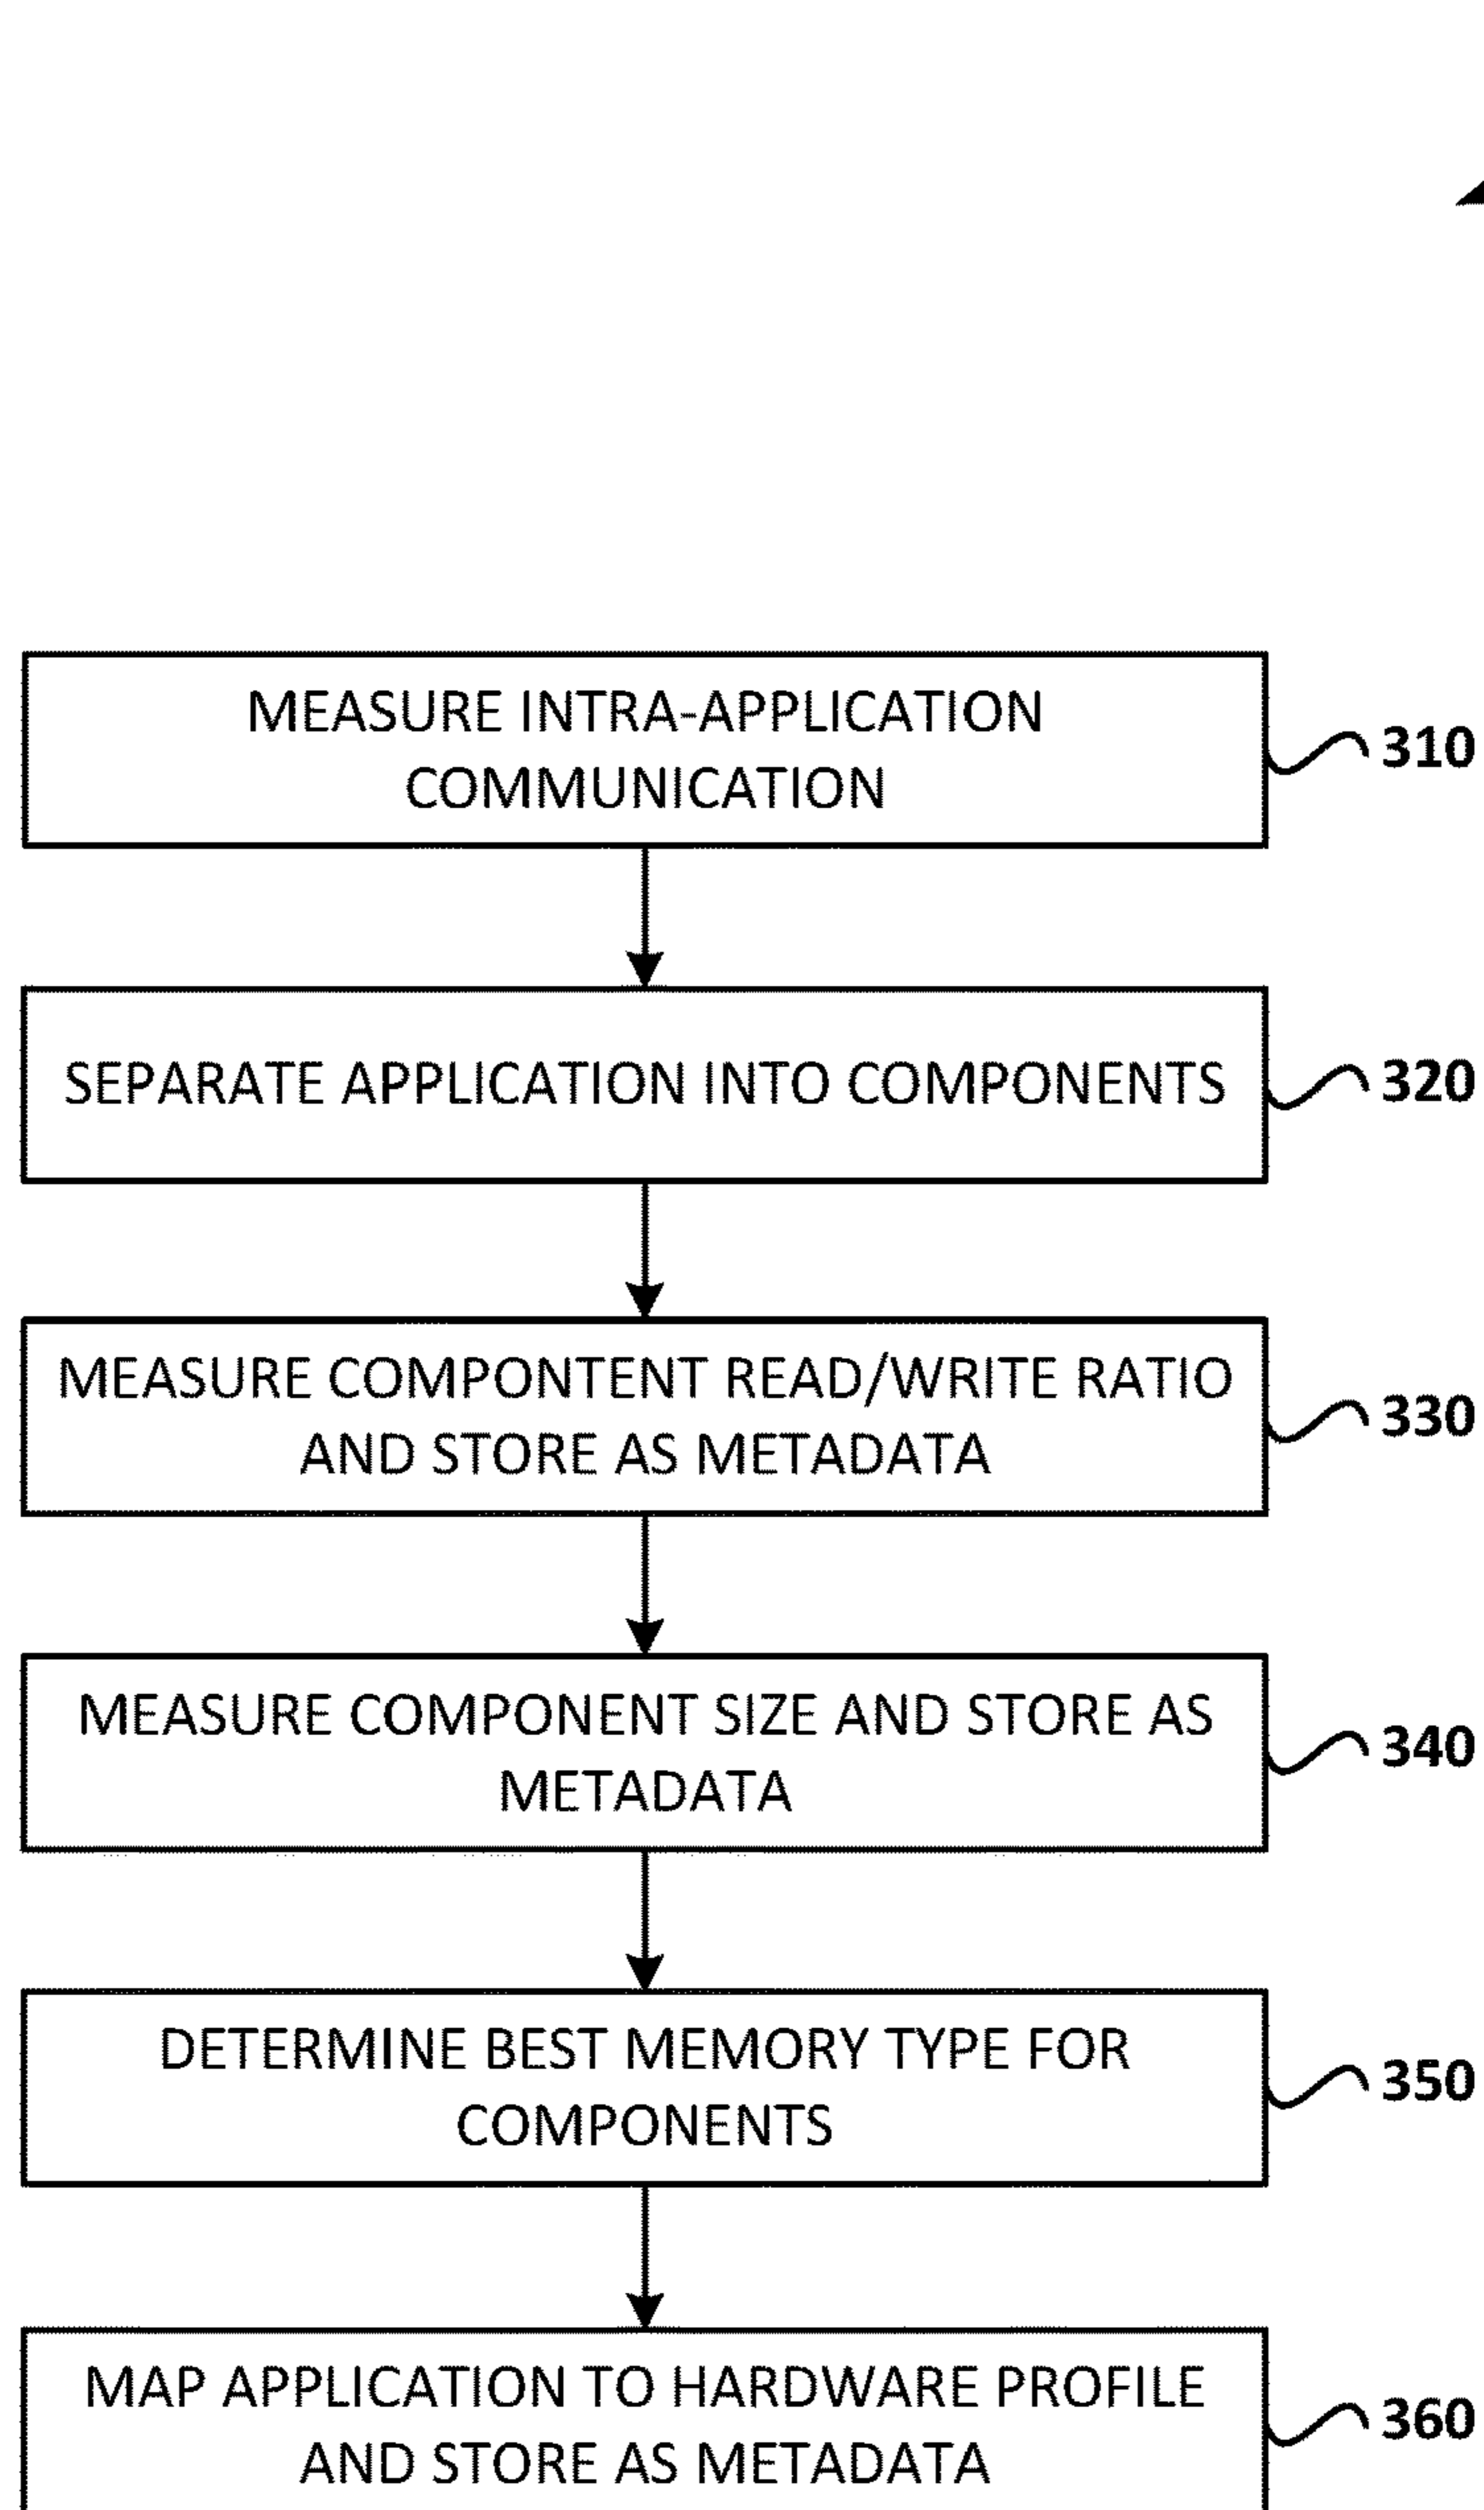 MEASURE INTRA-APPLICATION
COMMUNICATION
310
SEPARATE APPLICATION INTO COMPONENTS
320
MEASURE COMPONTENT READ/WRITE RATIO
AND STORE AS METADATA
330
MEASURE COMPONENT SIZE AND STORE AS
METADATA
340
DETERMINE BEST MEMORY TYPE FOR
COMPONENTS
350
MAP APPLICATION TO HARDWARE PROFILE
AND STORE AS METADATA
360